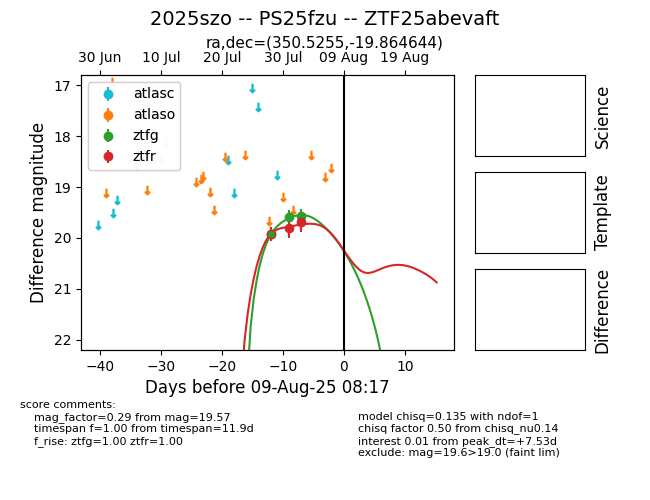 2025szo -- PS25fzu -- ZTF25abevaft
ra,dec=(350.5255,-19.864644)
30 Jun 10 Jul 20 Jul 30 Jul 09 Aug 19 Aug
atlasc
atlaso
ztfg
ztfr
17
18
19
20
21
22
Difference magnitude
−40 −30 −20 −10 0 10
Days before 09-Aug-25 08:17
Science
Template
Difference
score comments:
mag_factor=0.29 from mag=19.57
timespan f=1.00 from timespan=11.9d
f_rise: ztfg=1.00 ztfr=1.00
model chisq=0.135 with ndof=1
chisq factor 0.50 from chisq_nu0.14
interest 0.01 from peak_dt=+7.53d
exclude: mag=19.6>19.0 (faint lim)